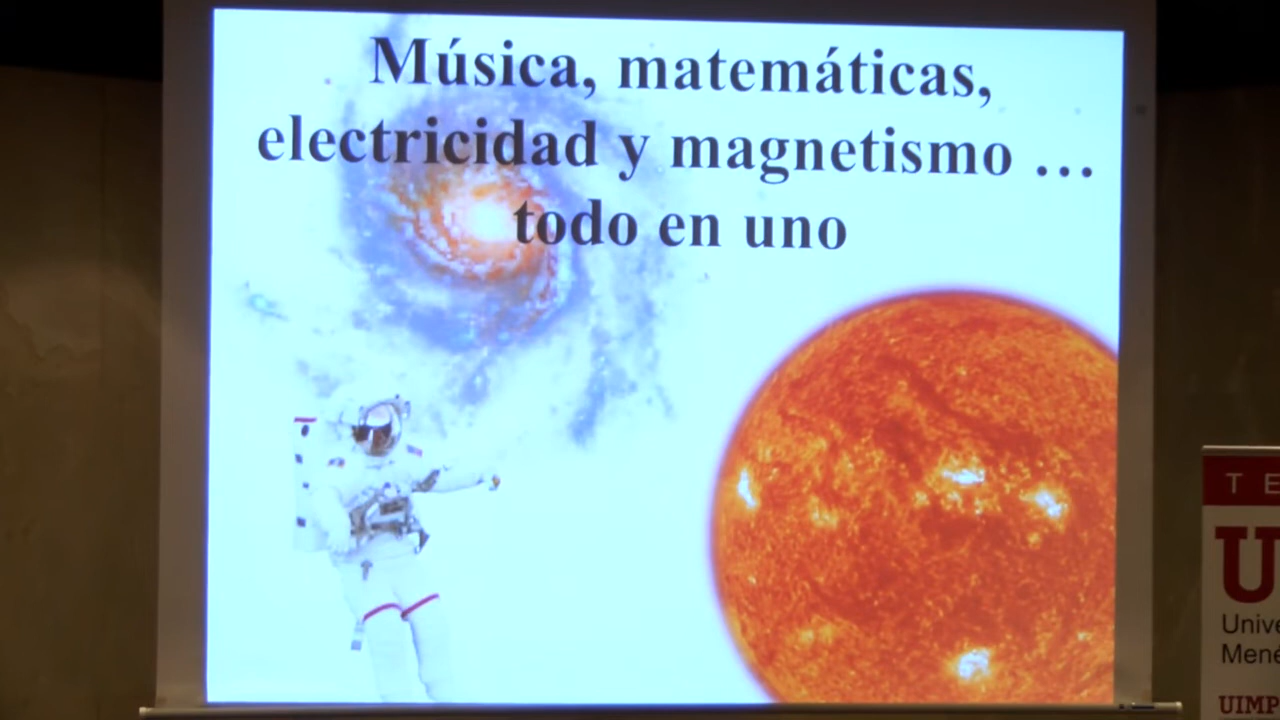 Música, matemáticas,
electricidad y magnetismo …
todo en uno
T E
U
Unive
Mené
UIMP